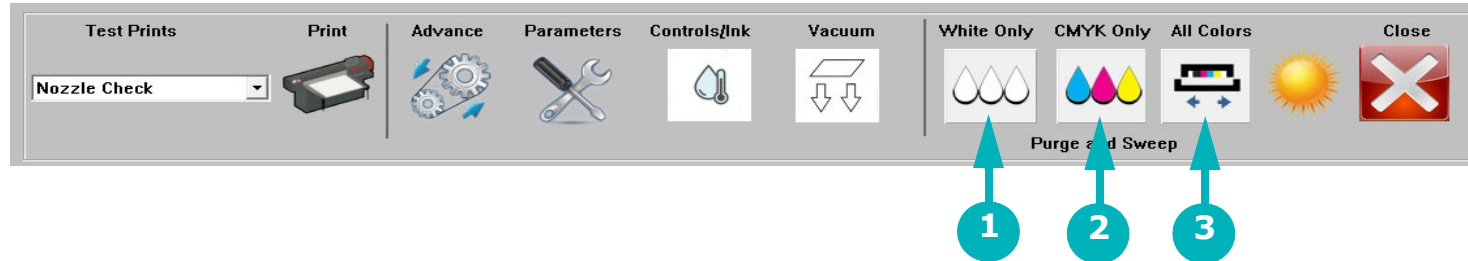 Test Prints Print Advance Parameters Controls/Ink Vacuum White Only CMYK Only All Colors Close
Nozzle Check
Purge and Sweep
1 2 3